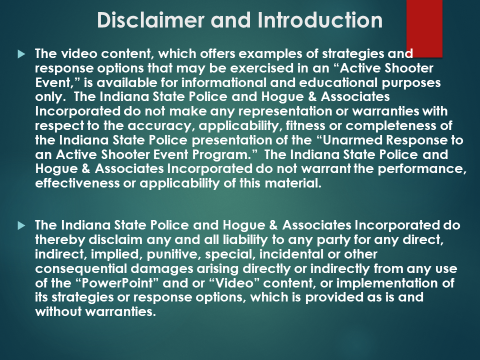 Disclaimer and Introduction
The video content, which offers examples of strategies and
response options that may be exercised in an “Active Shooter
Event,” is available for informational and educational purposes
only.  The Indiana State Police and Hogue & Associates
Incorporated do not make any representation or warranties with
respect to the accuracy, applicability, fitness or completeness of
the Indiana State Police presentation of the “Unarmed Response to
an Active Shooter Event Program.”  The Indiana State Police and
Hogue & Associates Incorporated do not warrant the performance,
effectiveness or applicability of this material.
The Indiana State Police and Hogue & Associates Incorporated do
thereby disclaim any and all liability to any party for any direct,
indirect, implied, punitive, special, incidental or other
consequential damages arising directly or indirectly from any use
of the “PowerPoint” and or “Video” content, or implementation of
its strategies or response options, which is provided as is and
without warranties.